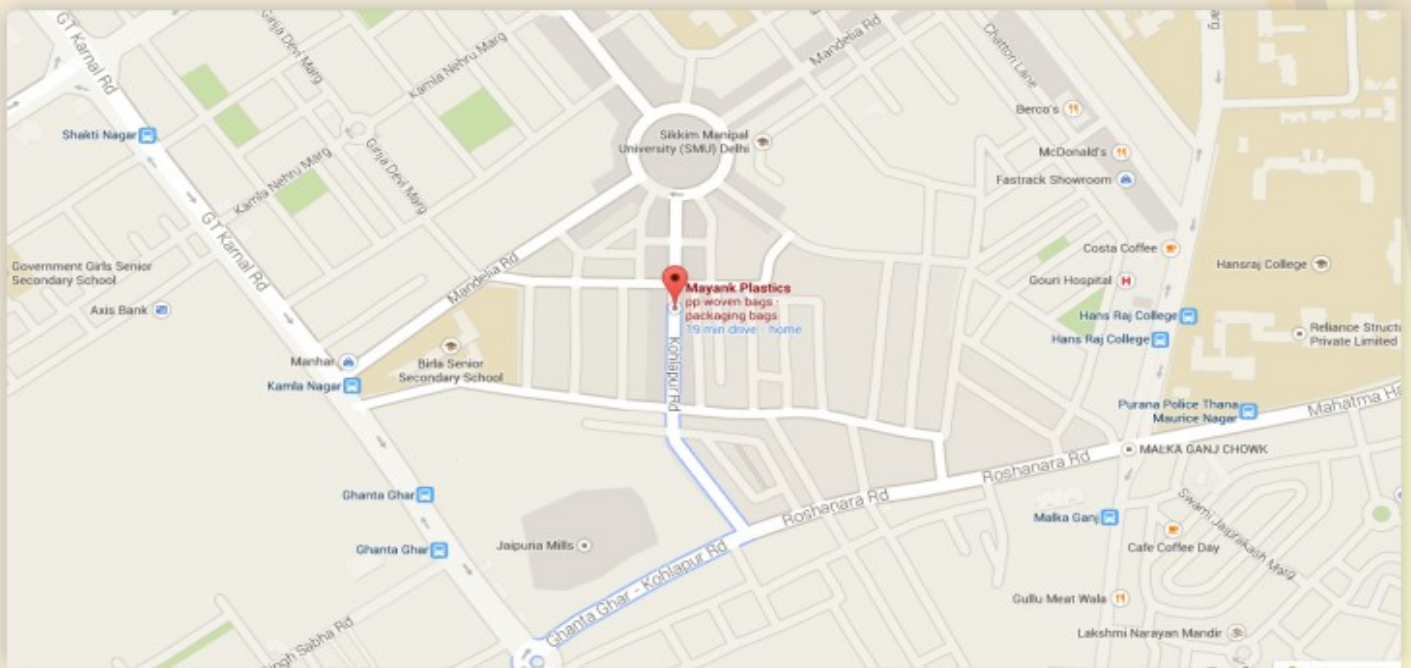 GT Karnal Rd
Girija Devi Marg
Kamla Nehru Marg
Mandelia Rd
Chatton Lane
Marg
Berco's
Shakti Nagar
Sikkim Manipal
University (SMU) Delhi
McDonald's
Fastrack Showroom
Kamla Nehru Marg
Girija Devi Marg
GT Karnal Rd
Mandelia Rd
Costa Coffee
Hansraj College
Government Girls Senior
Secondary School
Gouri Hospital
Mayank Plastics
pp woven bags ·
packaging bags
19 min drive · home
Axis Bank
Hans Raj College
Hans Raj College
Reliance Struct
Private Limited
Manhar
Birla Senior
Secondary School
Kohlapur Rd
Kamla Nagar
Purana Police Thana
Maurice Nagar
Mahatma Ha
MALKA GANJ CHOWK
Roshanara Rd
Ghanta Ghar
Roshanara Rd
Swami Jaiprakash Marg
Malka Ganj
Jaipuria Mills
Ghanta Ghar
Cafe Coffee Day
Ghanta Ghar - Kohlapur Rd
Gullu Meat Wala
Singh Sabha Rd
Lakshmi Narayan Mandir